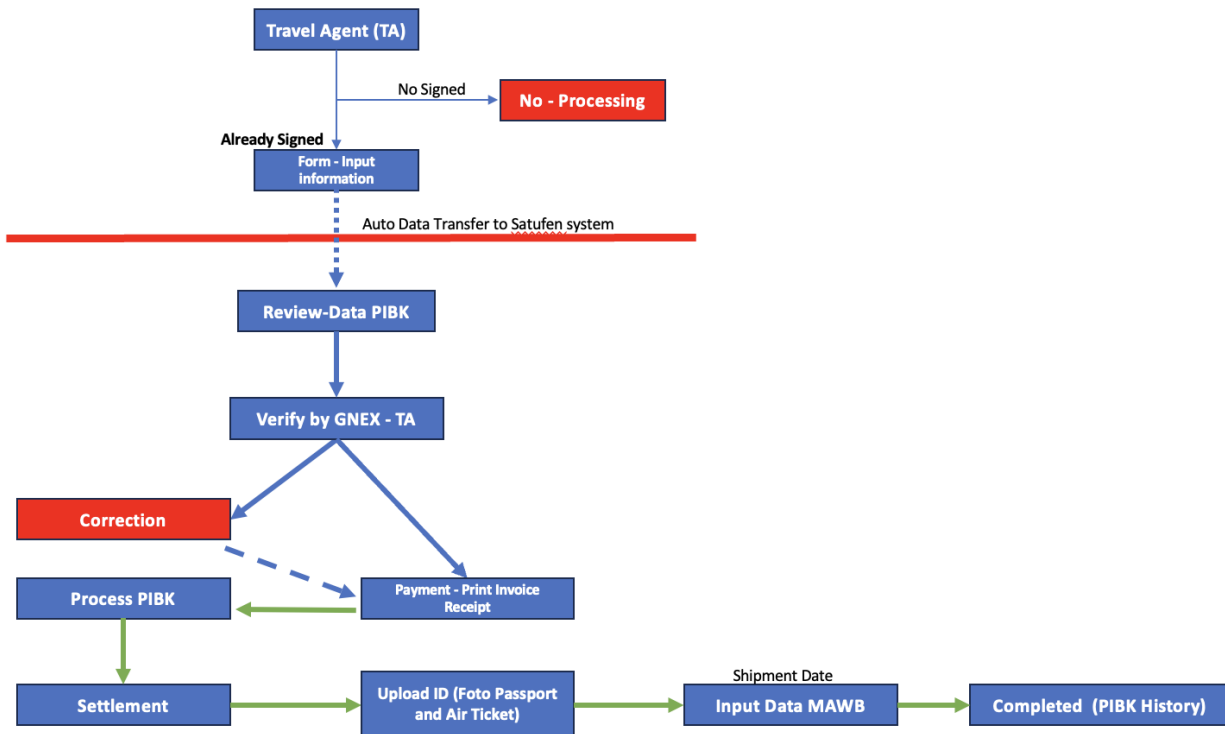 Travel Agent (TA)
No Signed
No - Processing
Already Signed
Form - Input
information
Auto Data Transfer to Satufen system
Review-Data PIBK
Verify by GNEX - TA
Correction
Process PIBK
Payment - Print Invoice
Receipt
Settlement
Upload ID (Foto Passport
and Air Ticket)
Shipment Date
Input Data MAWB
Completed (PIBK History)